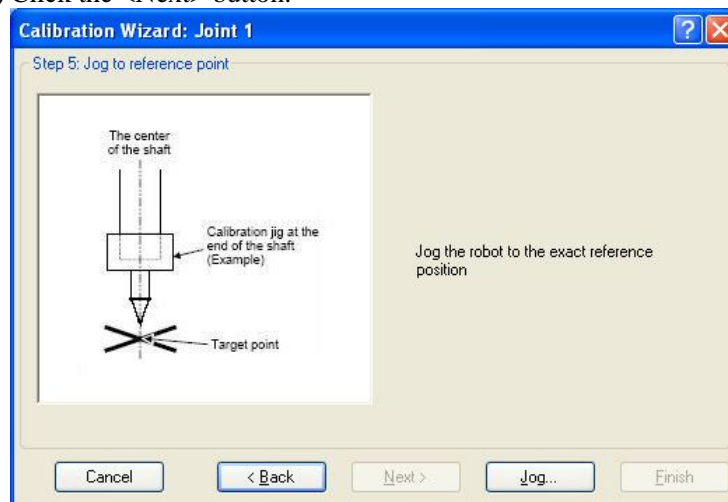 Click the <Next> button.
Calibration Wizard: Joint 1
Step 5: Jog to reference point
The center
of the shaft
Calibration jig at the
end of the shaft
(Example)
Target point
Jog the robot to the exact reference
position
Cancel
< Back
Next >
Jog...
Finish